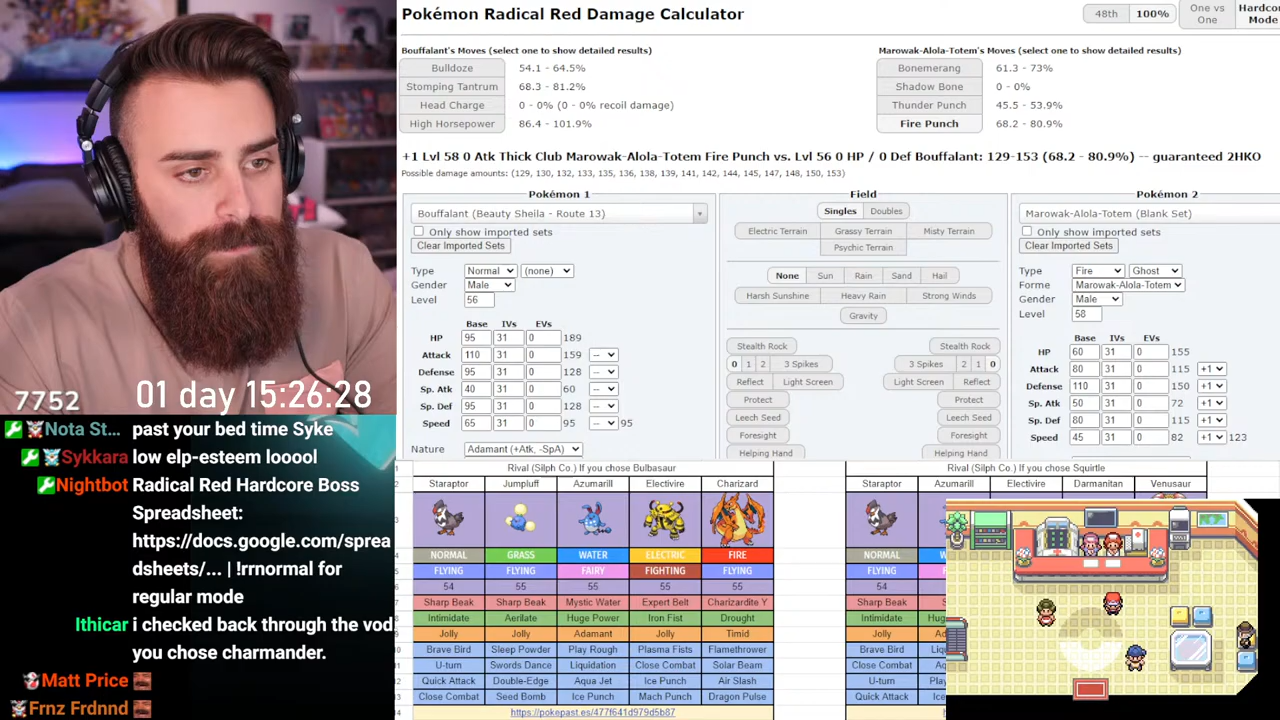 Pokémon Radical Red Damage Calculator
48th 100% One vs One Hardcore Mode
Bouffalant's Moves (select one to show detailed results)
Bulldoze 54.1 - 64.5%
Stomping Tantrum 68.3 - 81.2%
Head Charge 0 - 0% (0 - 0% recoil damage)
High Horsepower 86.4 - 101.9%
Marowak-Alola-Totem's Moves (select one to show detailed results)
Bonemerang 61.3 - 73%
Shadow Bone 0 - 0%
Thunder Punch 45.5 - 53.9%
Fire Punch 68.2 - 80.9%
+1 Lvl 58 0 Atk Thick Club Marowak-Alola-Totem Fire Punch vs. Lvl 56 0 HP / 0 Def Bouffalant: 129-153 (68.2 - 80.9%) -- guaranteed 2HKO
Possible damage amounts: (129, 130, 132, 133, 135, 136, 138, 139, 141, 142, 144, 145, 147, 148, 150, 153)
Pokémon 1
Bouffalant (Beauty Sheila - Route 13)
Only show imported sets
Clear Imported Sets
Type Normal (none)
Gender Male
Level 56
Base IVs EVs
HP 95 31 0 189
Attack 110 31 0 159 --
Defense 95 31 0 128 --
Sp. Atk 40 31 0 60 --
Sp. Def 95 31 0 128 --
Speed 65 31 0 95 -- 95
Nature Adamant (+Atk, -SpA)
Field
Singles Doubles
Electric Terrain Grassy Terrain Misty Terrain
Psychic Terrain
None Sun Rain Sand Hail
Harsh Sunshine Heavy Rain Strong Winds
Gravity
Stealth Rock Stealth Rock
0 1 2 3 Spikes 3 Spikes 2 1 0
Reflect Light Screen Light Screen Reflect
Protect Protect
Leech Seed Leech Seed
Foresight Foresight
Helping Hand Helping Hand
Pokémon 2
Marowak-Alola-Totem (Blank Set)
Only show imported sets
Clear Imported Sets
Type Fire Ghost
Forme Marowak-Alola-Totem
Gender Male
Level 58
Base IVs EVs
HP 60 31 0 155
Attack 80 31 0 115 +1
Defense 110 31 0 150 +1
Sp. Atk 50 31 0 72 +1
Sp. Def 80 31 0 115 +1
Speed 45 31 0 82 +1 123
7752 01 day 15:26:28
Nota St... past your bed time Syke
Sykkara low elp-esteem looool
Nightbot Radical Red Hardcore Boss
Spreadsheet:
https://docs.google.com/sprea
dsheets/... | !rrnormal for
regular mode
Ithicar i checked back through the vod
you chose charmander.
Matt Price
Frnz Frdnnd
Rival (Silph Co.) If you chose Bulbasaur
Staraptor Jumpluff Azumarill Electivire Charizard
NORMAL GRASS WATER ELECTRIC FIRE
FLYING FLYING FAIRY FIGHTING FLYING
54 55 55 55 55
Sharp Beak Sharp Beak Mystic Water Expert Belt Charizardite Y
Intimidate Aerilate Huge Power Iron Fist Drought
Jolly Jolly Adamant Jolly Timid
Brave Bird Sleep Powder Play Rough Plasma Fists Flamethrower
U-turn Swords Dance Liquidation Close Combat Solar Beam
Quick Attack Double-Edge Aqua Jet Ice Punch Air Slash
Close Combat Seed Bomb Ice Punch Mach Punch Dragon Pulse
https://pokepast.es/477f641d979d5b87
Rival (Silph Co.) If you chose Squirtle
Staraptor Azumarill Electivire Darmanitan Venusaur
NORMAL
FLYING
54
Sharp Beak
Intimidate
Jolly
Brave Bird
Close Combat
U-turn
Quick Attack